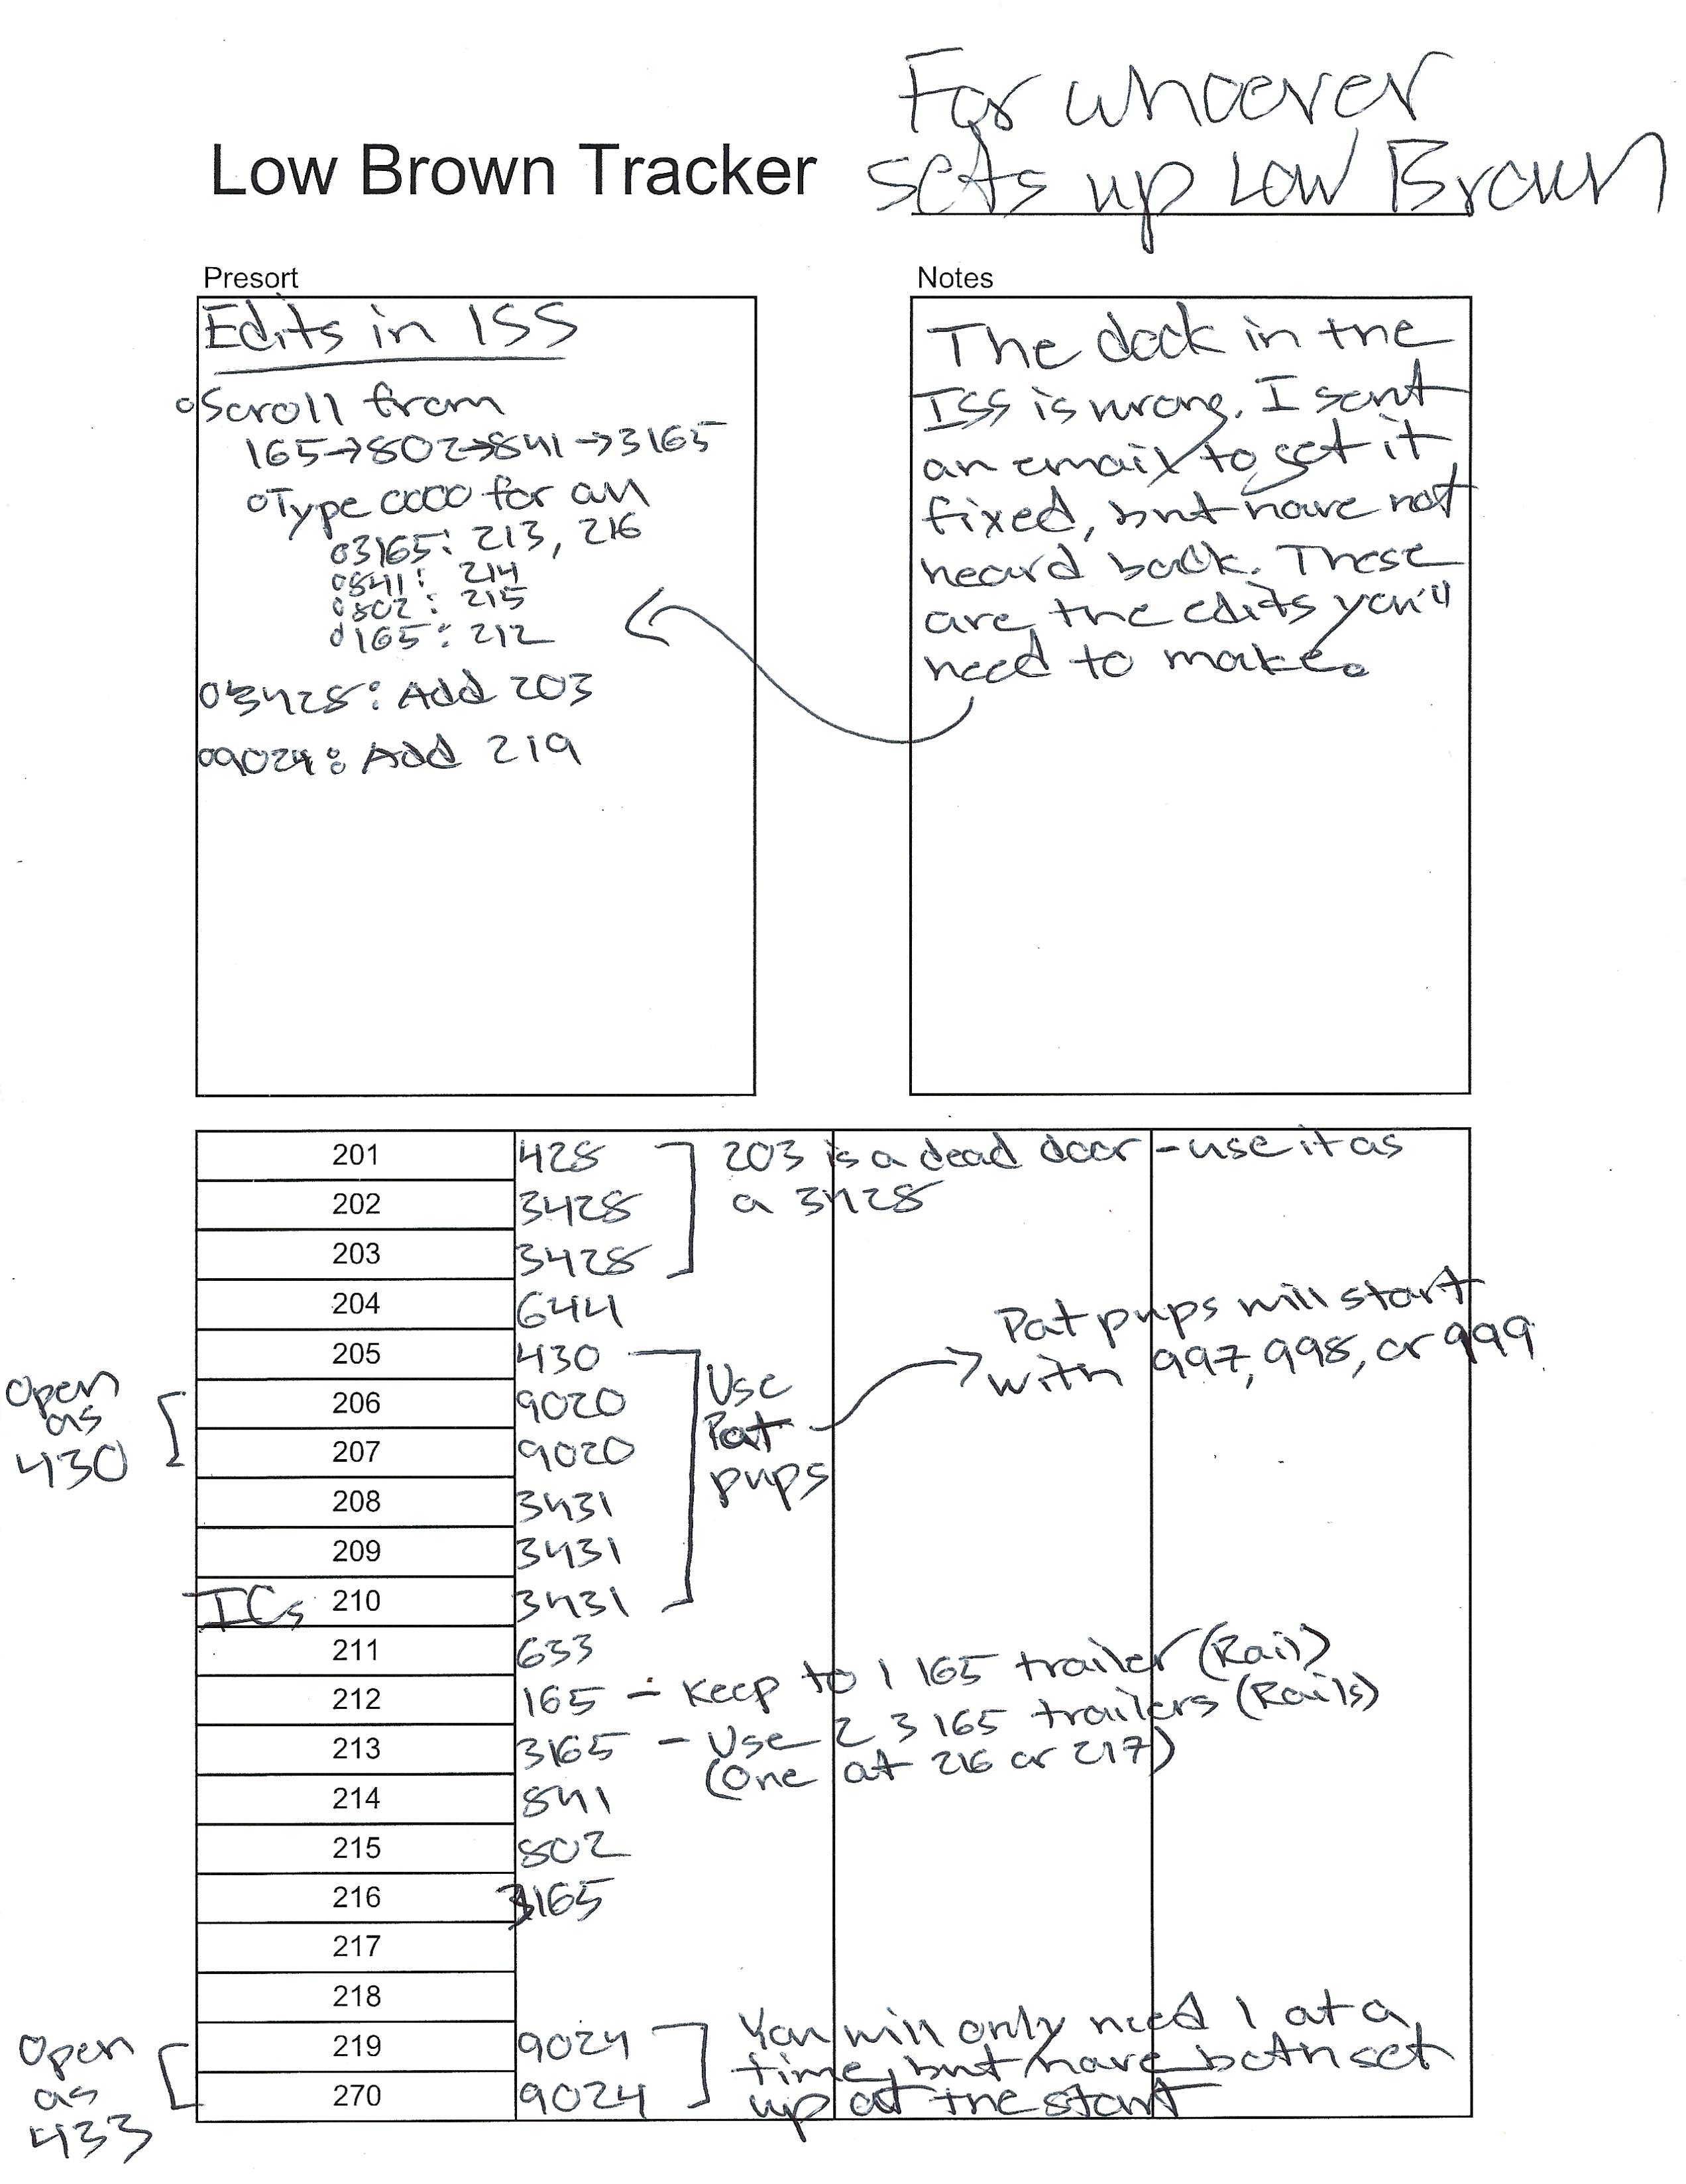 For whoever
Low Brown Tracker sets up Low Brown
Presort
Edits in ISS
Scroll from
165→802→841→3165
Type 0000 for all
3165: 213, 216
841: 214
802: 215
165: 212
3428: Add 203
9024: Add 219
Notes
The dock in the
ISS is wrong. I sent
an email to get it
fixed, but have not
heard back. These
are the edits you'll
need to make.
201 428 203 is a dead door - use it as
202 3428 a 3428
203 3428
204 644
Pat pups will start
with 997, 998, or 999.
205 430
Open
as
430
206 9020
207 9020
Use
Pat
pups
208 3431
209 3431
ICs 210 3431
211 633
212 165 - Keep to 1 165 trailer (Rail)
213 3165 - Use 2 3165 trailers (Rails)
(One at 216 or 217)
214 841
215 802
216 3165
217
218
Open
as
433
219 9024
270 9024
You will only need 1 at a
time, but have both set
up at the start